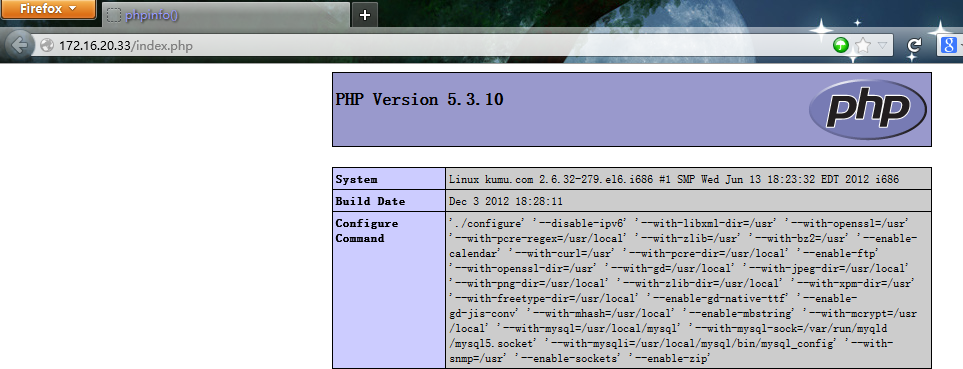 Firefox
phpinfo()
172.16.20.33/index.php
8
PHP Version 5.3.10
php
System
Linux kumu.com 2.6.32-279.el6.i686 #1 SMP Wed Jun 13 18:23:32 EDT 2012 i686
Build Date
Dec 3 2012 18:28:11
Configure
Command
'./configure' '--disable-ipv6' '--with-libxml-dir=/usr' '--with-openssl=/usr'
'--with-pcre-regex=/usr/local' '--with-zlib=/usr' '--with-bz2=/usr' '--enable-
calendar' '--with-curl=/usr' '--with-pcre-dir=/usr/local' '--enable-ftp'
'--with-openssl-dir=/usr' '--with-gd=/usr/local' '--with-jpeg-dir=/usr/local'
'--with-png-dir=/usr/local' '--with-zlib-dir=/usr/local' '--with-xpm-dir=/usr'
'--with-freetype-dir=/usr/local' '--enable-gd-native-ttf' '--enable-
gd-jis-conv' '--with-mhash=/usr/local' '--enable-mbstring' '--with-mcrypt=/usr
/local' '--with-mysql=/usr/local/mysql' '--with-mysql-sock=/var/run/myqld
/mysql5.socket' '--with-mysqli=/usr/local/mysql/bin/mysql_config' '--with-
snmp=/usr' '--enable-sockets' '--enable-zip'